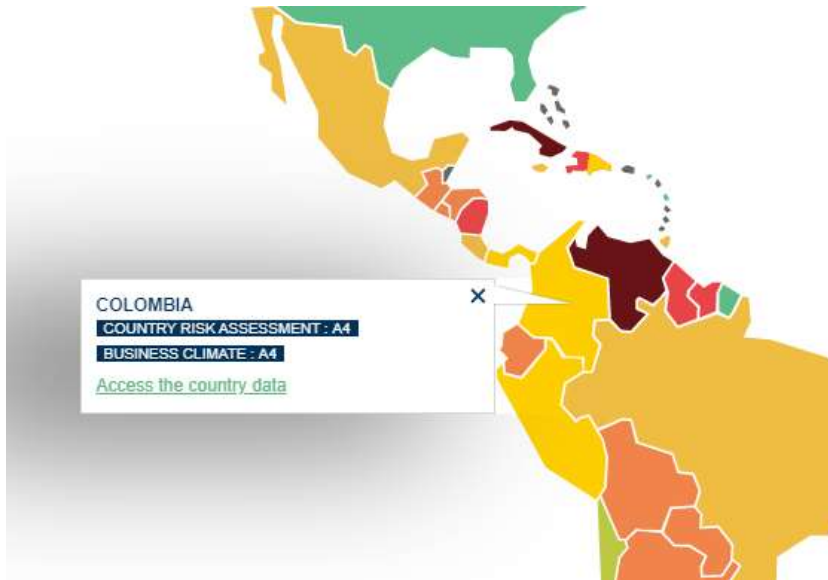 COLOMBIA
COUNTRY RISK ASSESSMENT : A4
BUSINESS CLIMATE : A4
Access the country data